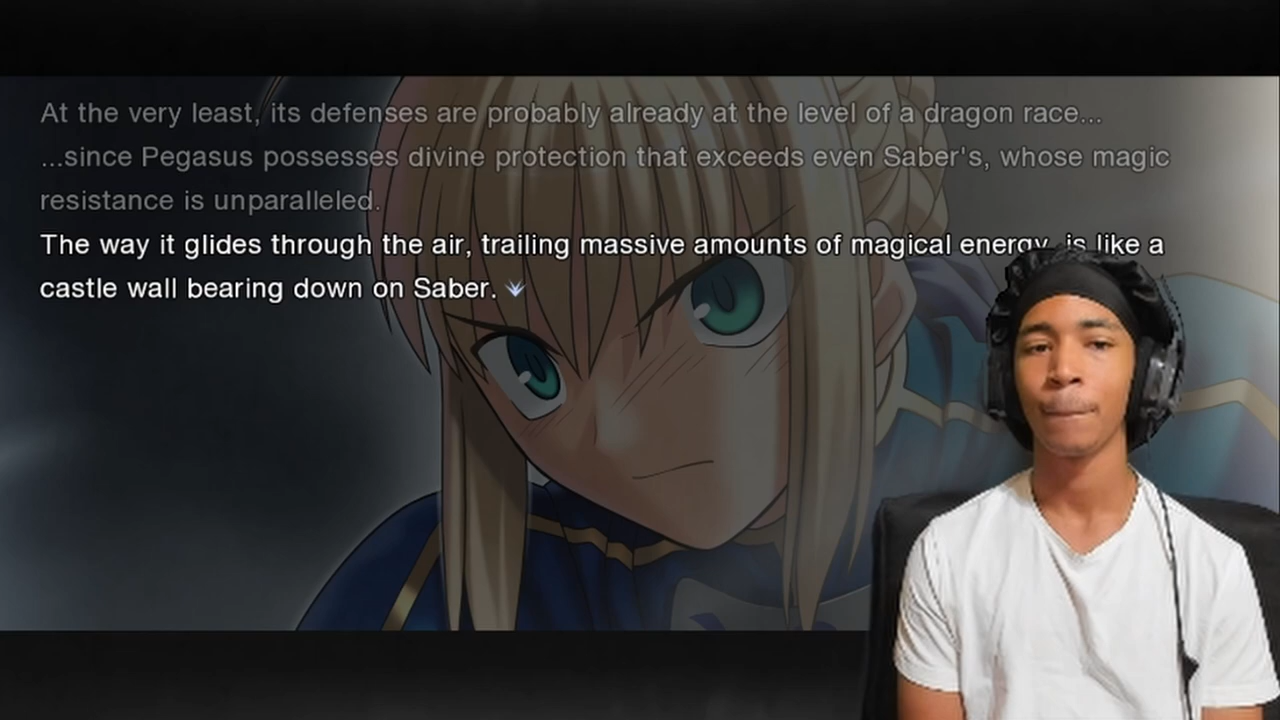 At the very least, its defenses are probably already at the level of a dragon race...
...since Pegasus possesses divine protection that exceeds even Saber's, whose magic
resistance is unparalleled.
The way it glides through the air, trailing massive amounts of magical energy, is like a
castle wall bearing down on Saber.